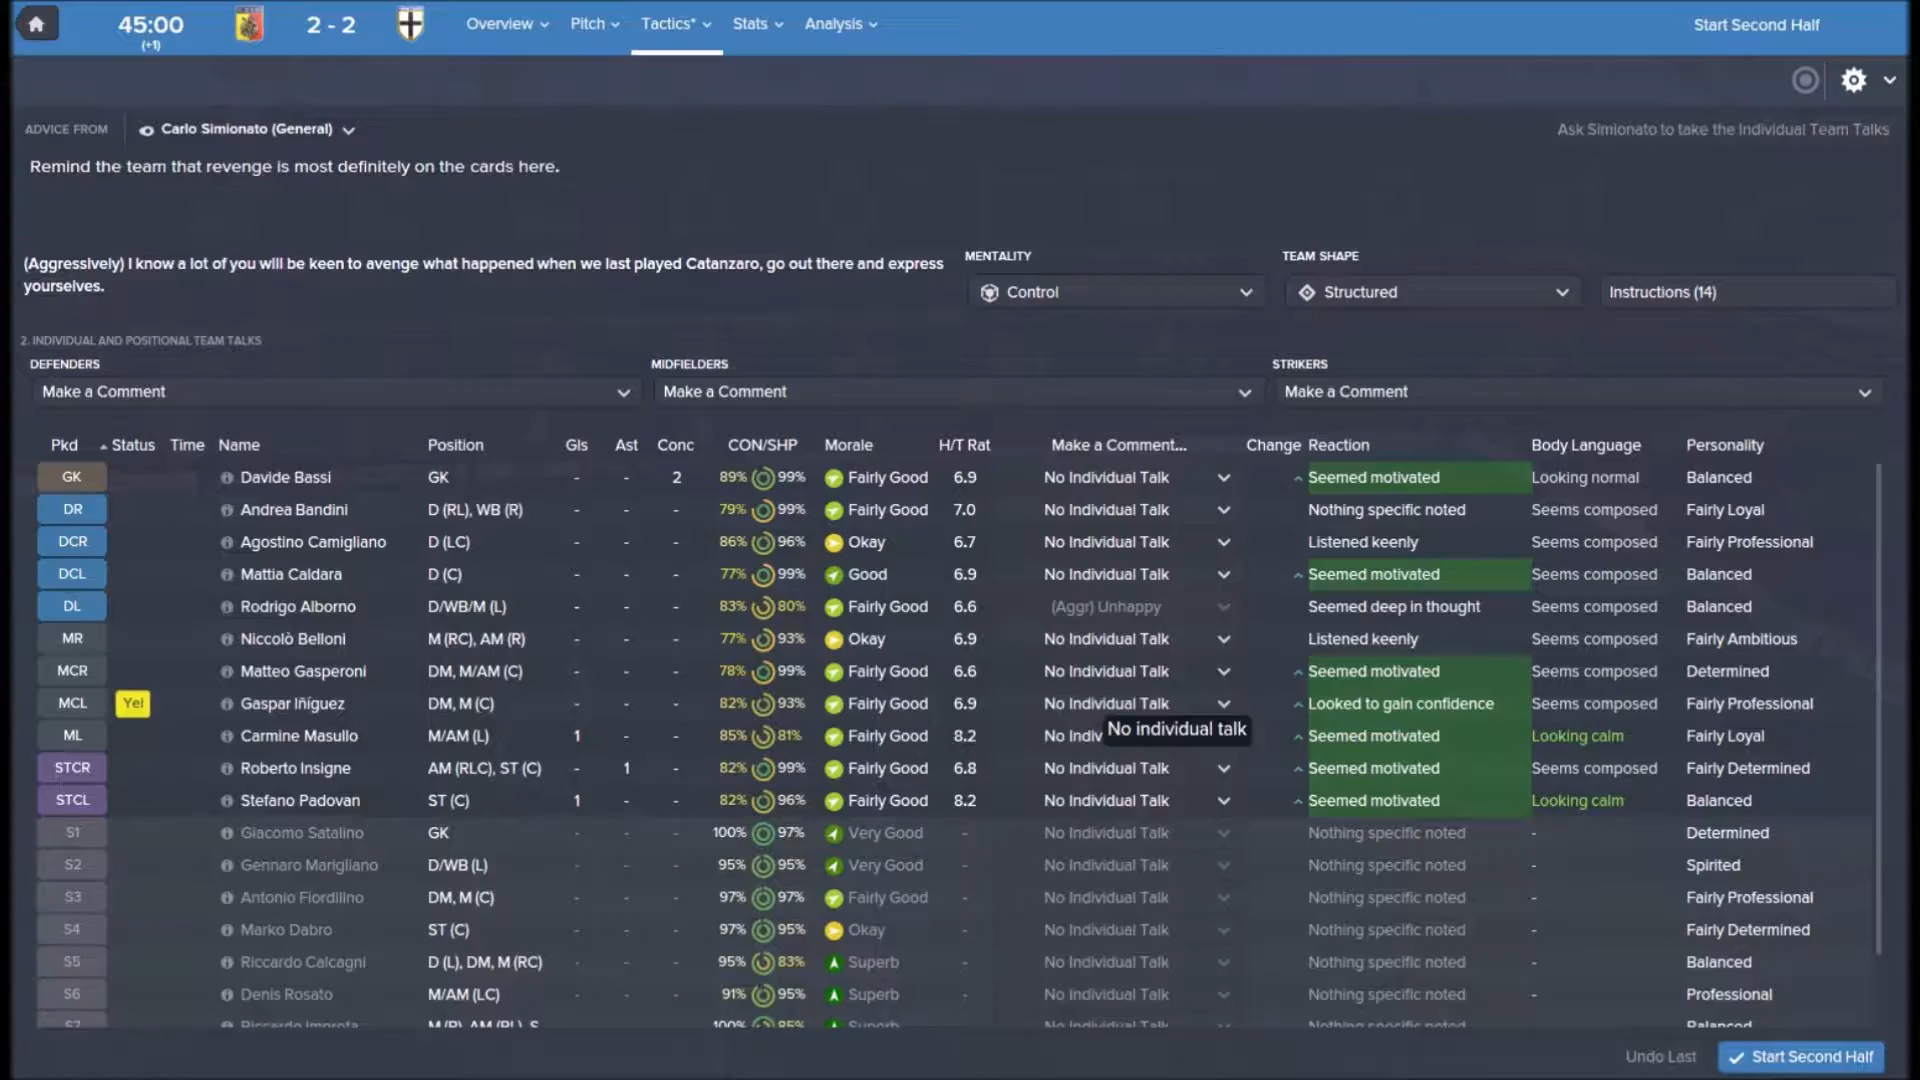 45:00
(+1)
2 - 2
Overview
Pitch
Tactics*
Stats
Analysis
Start Second Half
ADVICE FROM
Carlo Simionato (General)
Ask Simionato to take the Individual Team Talks
Remind the team that revenge is most definitely on the cards here.
(Aggressively) I know a lot of you will be keen to avenge what happened when we last played Catanzaro, go out there and express
yourselves.
MENTALITY
Control
TEAM SHAPE
Structured
Instructions (14)
2. INDIVIDUAL AND POSITIONAL TEAM TALKS
DEFENDERS
Make a Comment
MIDFIELDERS
Make a Comment
STRIKERS
Make a Comment
Pkd Status Time Name Position Gls Ast Conc CON/SHP Morale H/T Rat Make a Comment... Change Reaction Body Language Personality
GK Davide Bassi GK - - 2 89% 99% Fairly Good 6.9 No Individual Talk Seemed motivated Looking normal Balanced
DR Andrea Bandini D (RL), WB (R) - - - 79% 99% Fairly Good 7.0 No Individual Talk Nothing specific noted Seems composed Fairly Loyal
DCR Agostino Camigliano D (LC) - - - 86% 96% Okay 6.7 No Individual Talk Listened keenly Seems composed Fairly Professional
DCL Mattia Caldara D (C) - - - 77% 99% Good 6.9 No Individual Talk Seemed motivated Seems composed Balanced
DL Rodrigo Alborno D/WB/M (L) - - - 83% 80% Fairly Good 6.6 (Aggr) Unhappy Seemed deep in thought Seems composed Balanced
MR Niccolò Belloni M (RC), AM (R) - - - 77% 93% Okay 6.9 No Individual Talk Listened keenly Seems composed Fairly Ambitious
MCR Matteo Gasperoni DM, M/AM (C) - - - 78% 99% Fairly Good 6.6 No Individual Talk Seemed motivated Seems composed Determined
MCL Yel Gaspar Iñíguez DM, M (C) - - - 82% 93% Fairly Good 6.9 No Individual Talk Looked to gain confidence Seems composed Fairly Professional
No individual talk
ML Carmine Masullo M/AM (L) 1 - - 85% 81% Fairly Good 8.2 No Indiv Seemed motivated Looking calm Fairly Loyal
STCR Roberto Insigne AM (RLC), ST (C) - 1 - 82% 99% Fairly Good 6.8 No Individual Talk Seemed motivated Seems composed Fairly Determined
STCL Stefano Padovan ST (C) 1 - - 82% 96% Fairly Good 8.2 No Individual Talk Seemed motivated Looking calm Balanced
S1 Giacomo Satalino GK - - - 100% 97% Very Good - No Individual Talk Nothing specific noted - Determined
S2 Gennaro Marigliano D/WB (L) - - - 95% 95% Very Good - No Individual Talk Nothing specific noted - Spirited
S3 Antonio Fiordilino DM, M (C) - - - 97% 97% Fairly Good - No Individual Talk Nothing specific noted - Fairly Professional
S4 Marko Dabro ST (C) - - - 97% 95% Okay - No Individual Talk Nothing specific noted - Fairly Determined
S5 Riccardo Calcagni D (L), DM, M (RC) - - - 95% 83% Superb - No Individual Talk Nothing specific noted - Balanced
S6 Denis Rosato M/AM (LC) - - - 91% 95% Superb - No Individual Talk Nothing specific noted - Professional
S7 Riccardo Improta M (R), AM (RL), S 100% 85% Superb No Individual Talk Nothing specific noted Balanced
Undo Last
Start Second Half